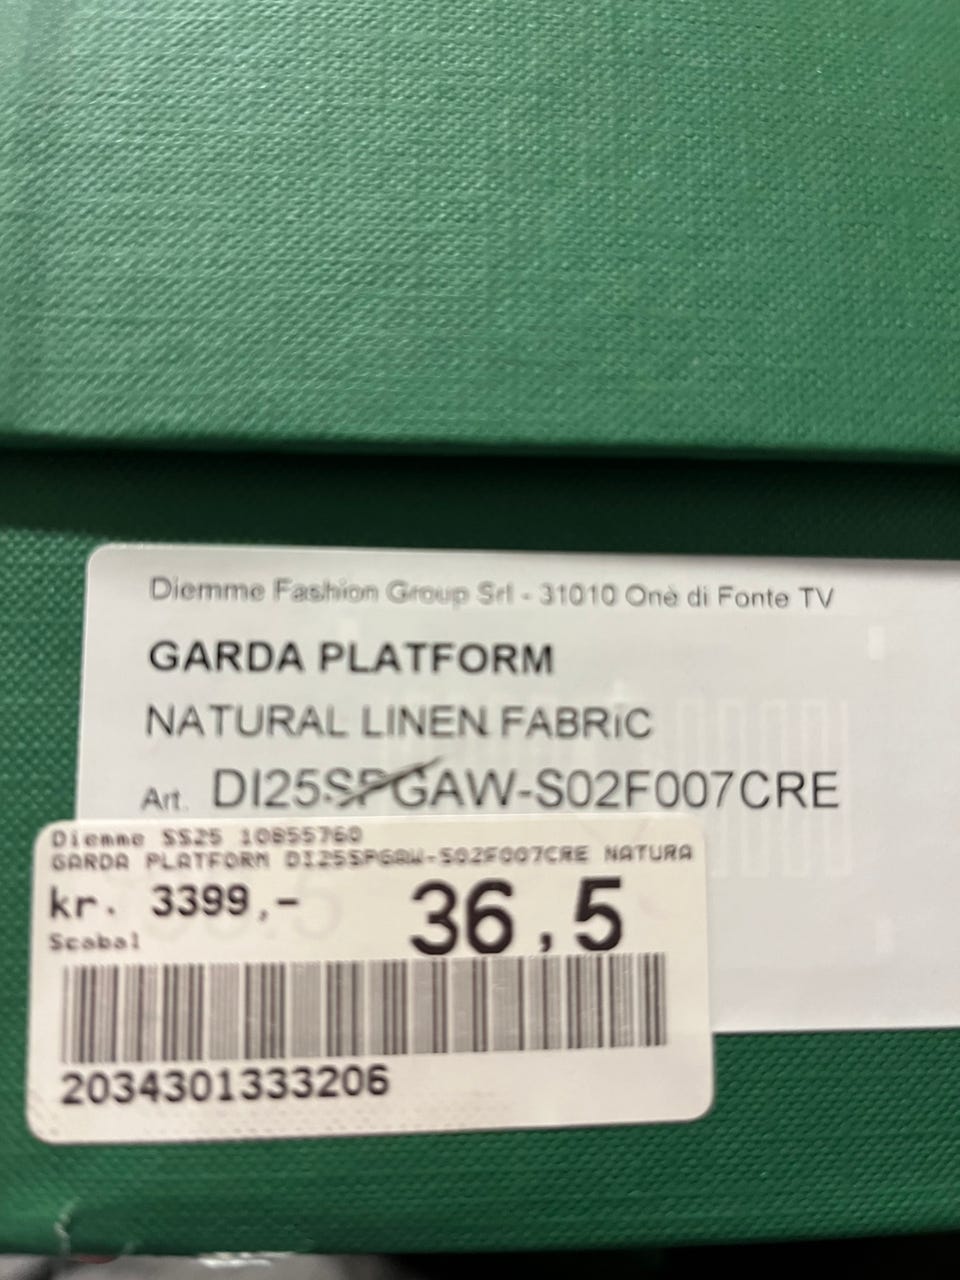 Diemme Fashion Group Srl - 31010 Onè di Fonte TV
GARDA PLATFORM
NATURAL LINEN FABRiC
Art. DI25SPGAW-S02F007CRE
Diemme SS25 10855760
GARDA PLATFORM DI25SPGAW-S02F007CRE NATURA
kr. 3399,- 36,5
Scabal
2034301333206